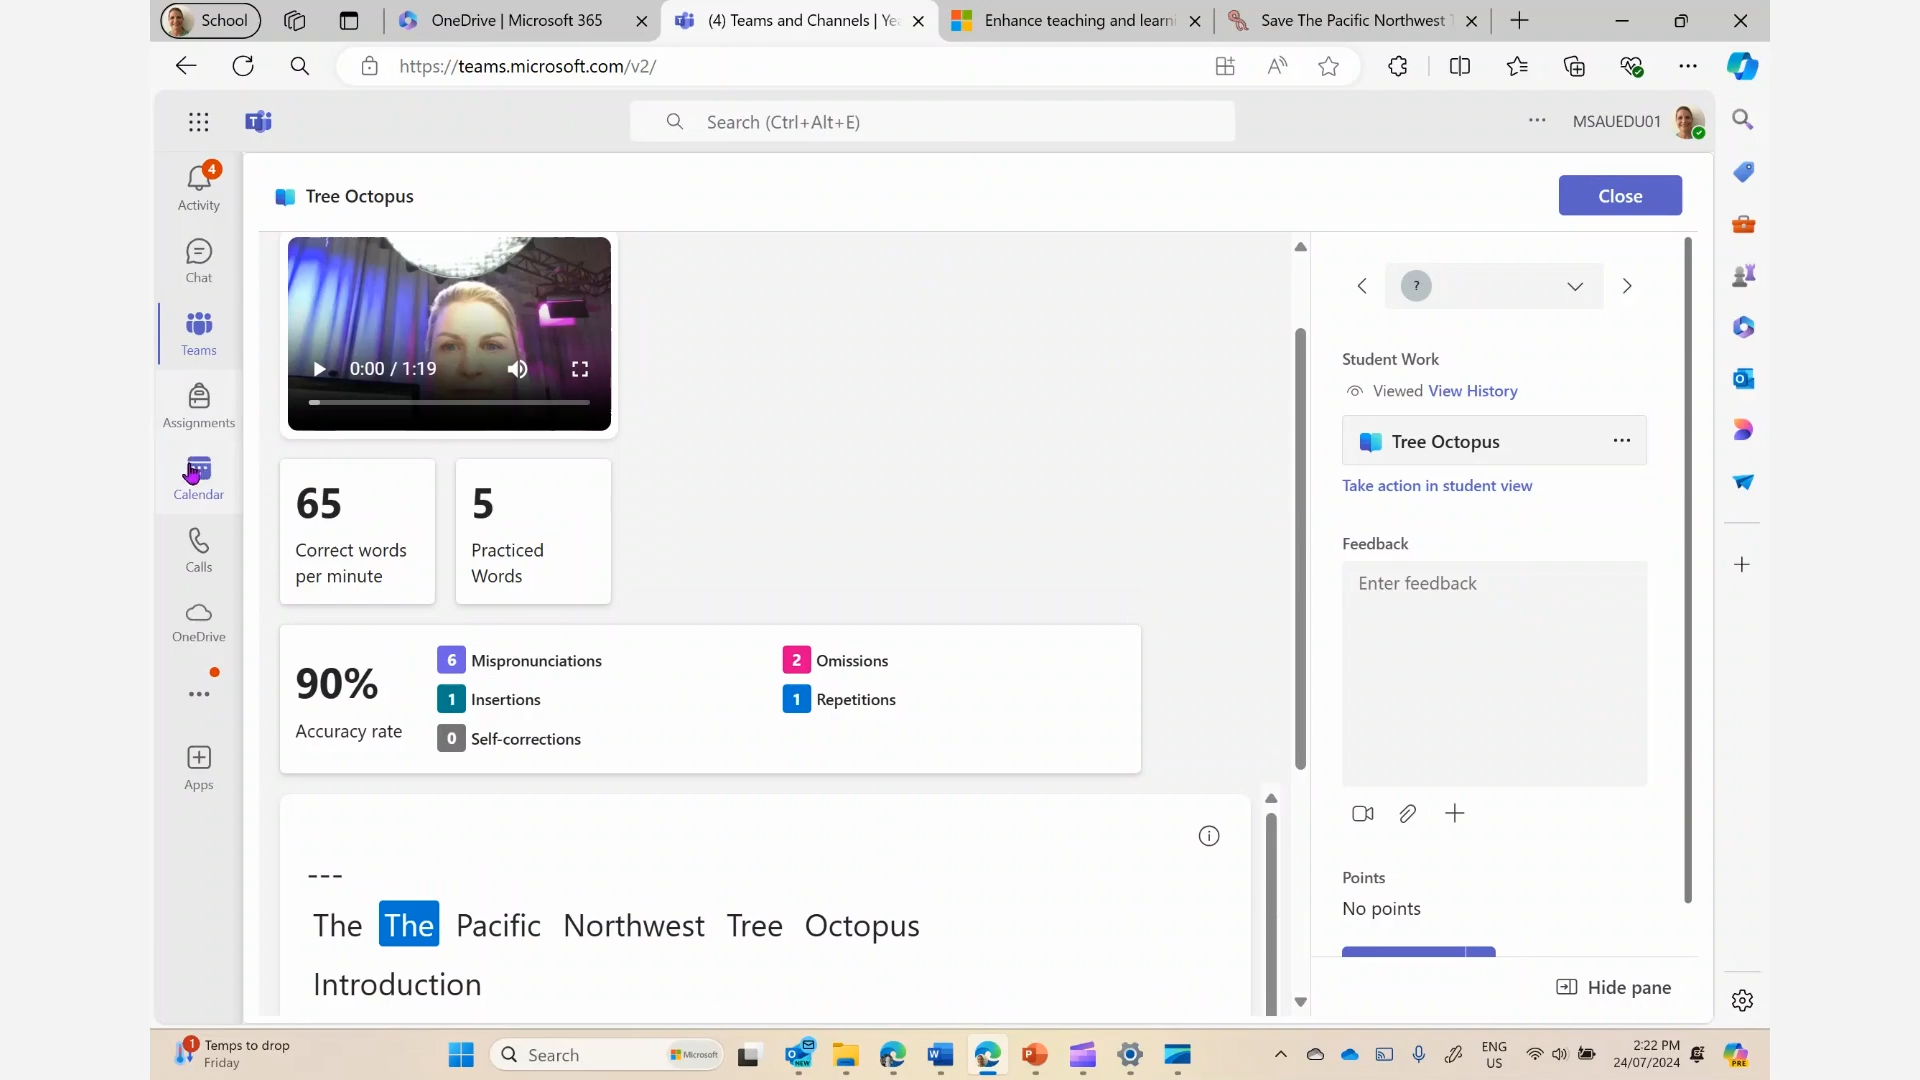 School
OneDrive | Microsoft 365
(4) Teams and Channels | Ye
Enhance teaching and learni
Save The Pacific Northwest
https://teams.microsoft.com/v2/
Search (Ctrl+Alt+E)
MSAUEDU01
4
Activity
Chat
Teams
Assignments
Calendar
Calls
OneDrive
Apps
Tree Octopus
Close
0:00 / 1:19
65
Correct words
per minute
5
Practiced
Words
90%
Accuracy rate
6 Mispronunciations
2 Omissions
1 Insertions
1 Repetitions
0 Self-corrections
---
The The Pacific Northwest Tree Octopus
Introduction
?
Student Work
Viewed View History
Tree Octopus
Take action in student view
Feedback
Enter feedback
Points
No points
Hide pane
1
Temps to drop
Friday
Search
Microsoft
NEW
ENG
US
2:22 PM
24/07/2024
PRE